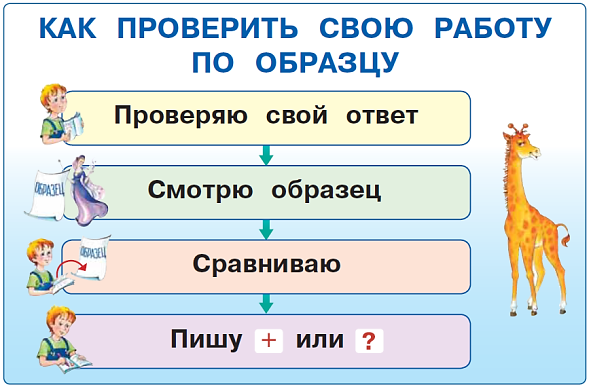 КАК ПРОВЕРИТЬ СВОЮ РАБОТУ
ПО ОБРАЗЦУ
Проверяю свой ответ
ОБРАЗЕЦ
Смотрю образец
ОБРАЗЕЦ
Сравниваю
Пишу + или ?